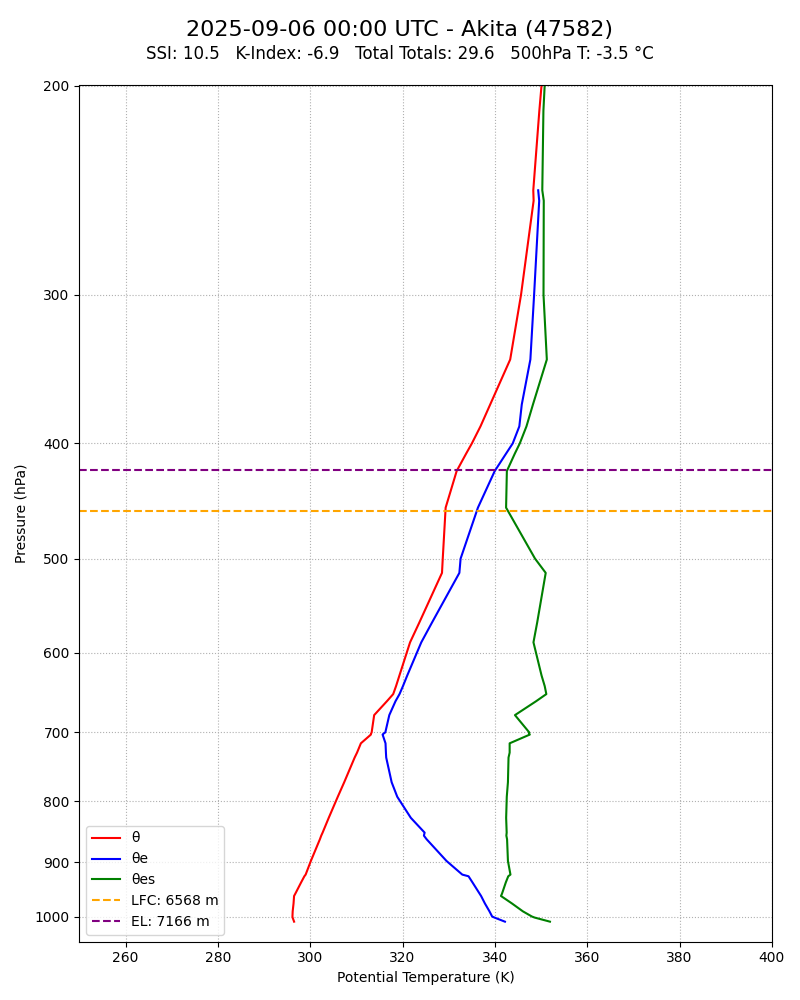 2025-09-06 00:00 UTC - Akita (47582)
SSI: 10.5   K-Index: -6.9   Total Totals: 29.6   500hPa T: -3.5 °C
200
300
400
500
600
700
800
900
1000
Pressure (hPa)
θ
θe
θes
LFC: 6568 m
EL: 7166 m
260
280
300
320
340
360
380
400
Potential Temperature (K)